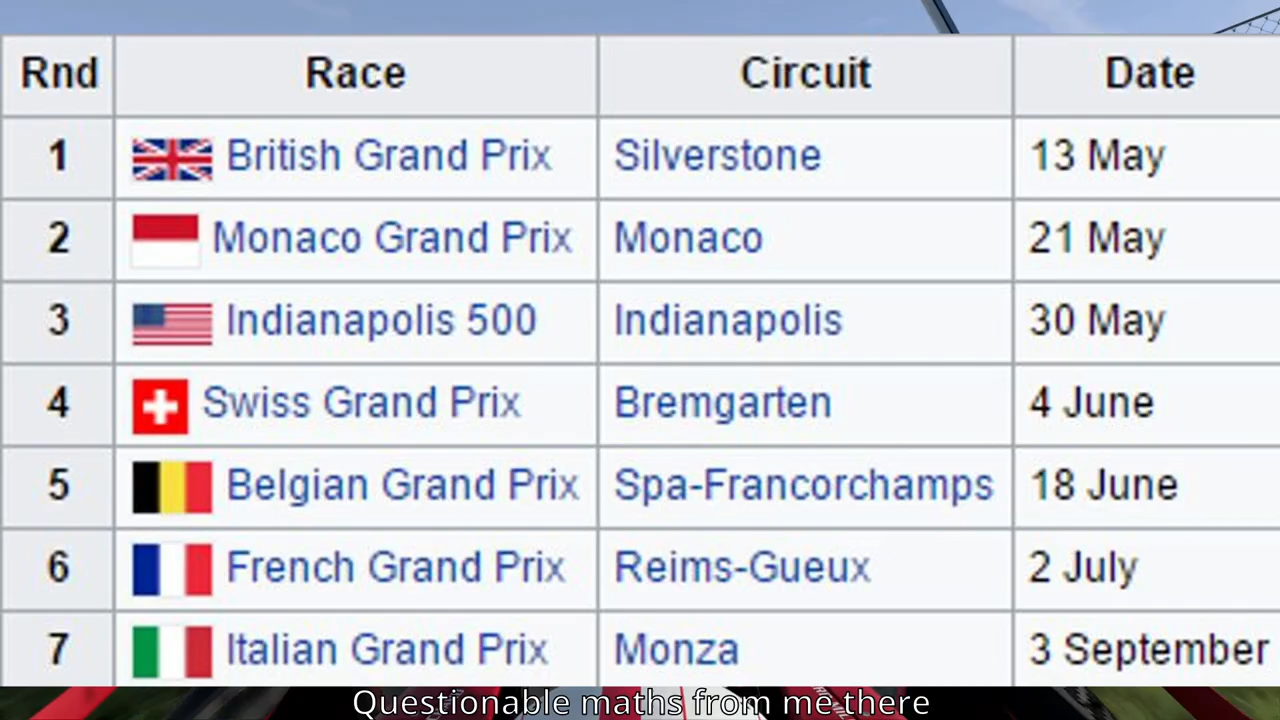 Rnd Race Circuit Date
1 British Grand Prix Silverstone 13 May
2 Monaco Grand Prix Monaco 21 May
3 Indianapolis 500 Indianapolis 30 May
4 Swiss Grand Prix Bremgarten 4 June
5 Belgian Grand Prix Spa-Francorchamps 18 June
6 French Grand Prix Reims-Gueux 2 July
7 Italian Grand Prix Monza 3 September
Questionable maths from me there